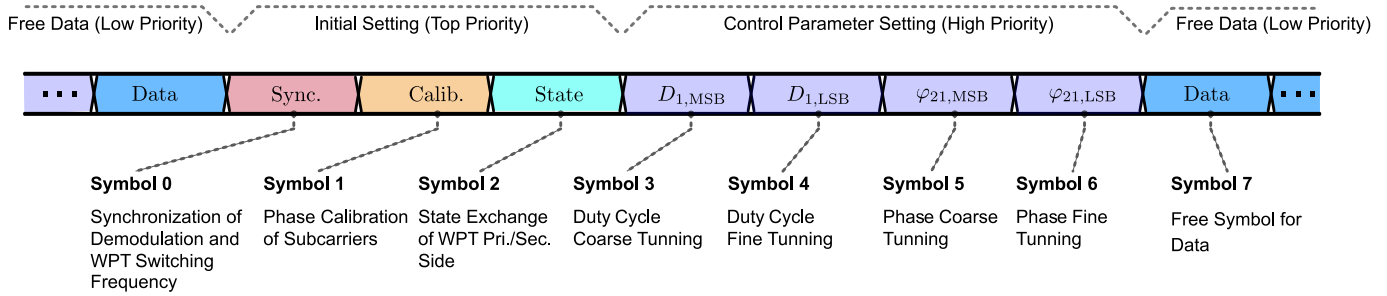 Free Data (Low Priority)
Initial Setting (Top Priority)
Control Parameter Setting (High Priority)
Free Data (Low Priority)
Data
Sync.
Calib.
State
D1,MSB
D1,LSB
φ21,MSB
φ21,LSB
Data
Symbol 0
Synchronization of
Demodulation and
WPT Switching
Frequency
Symbol 1
Phase Calibration
of Subcarriers
Symbol 2
State Exchange
of WPT Pri./Sec.
Side
Symbol 3
Duty Cycle
Coarse Tunning
Symbol 4
Duty Cycle
Fine Tunning
Symbol 5
Phase Coarse
Tunning
Symbol 6
Phase Fine
Tunning
Symbol 7
Free Symbol for
Data